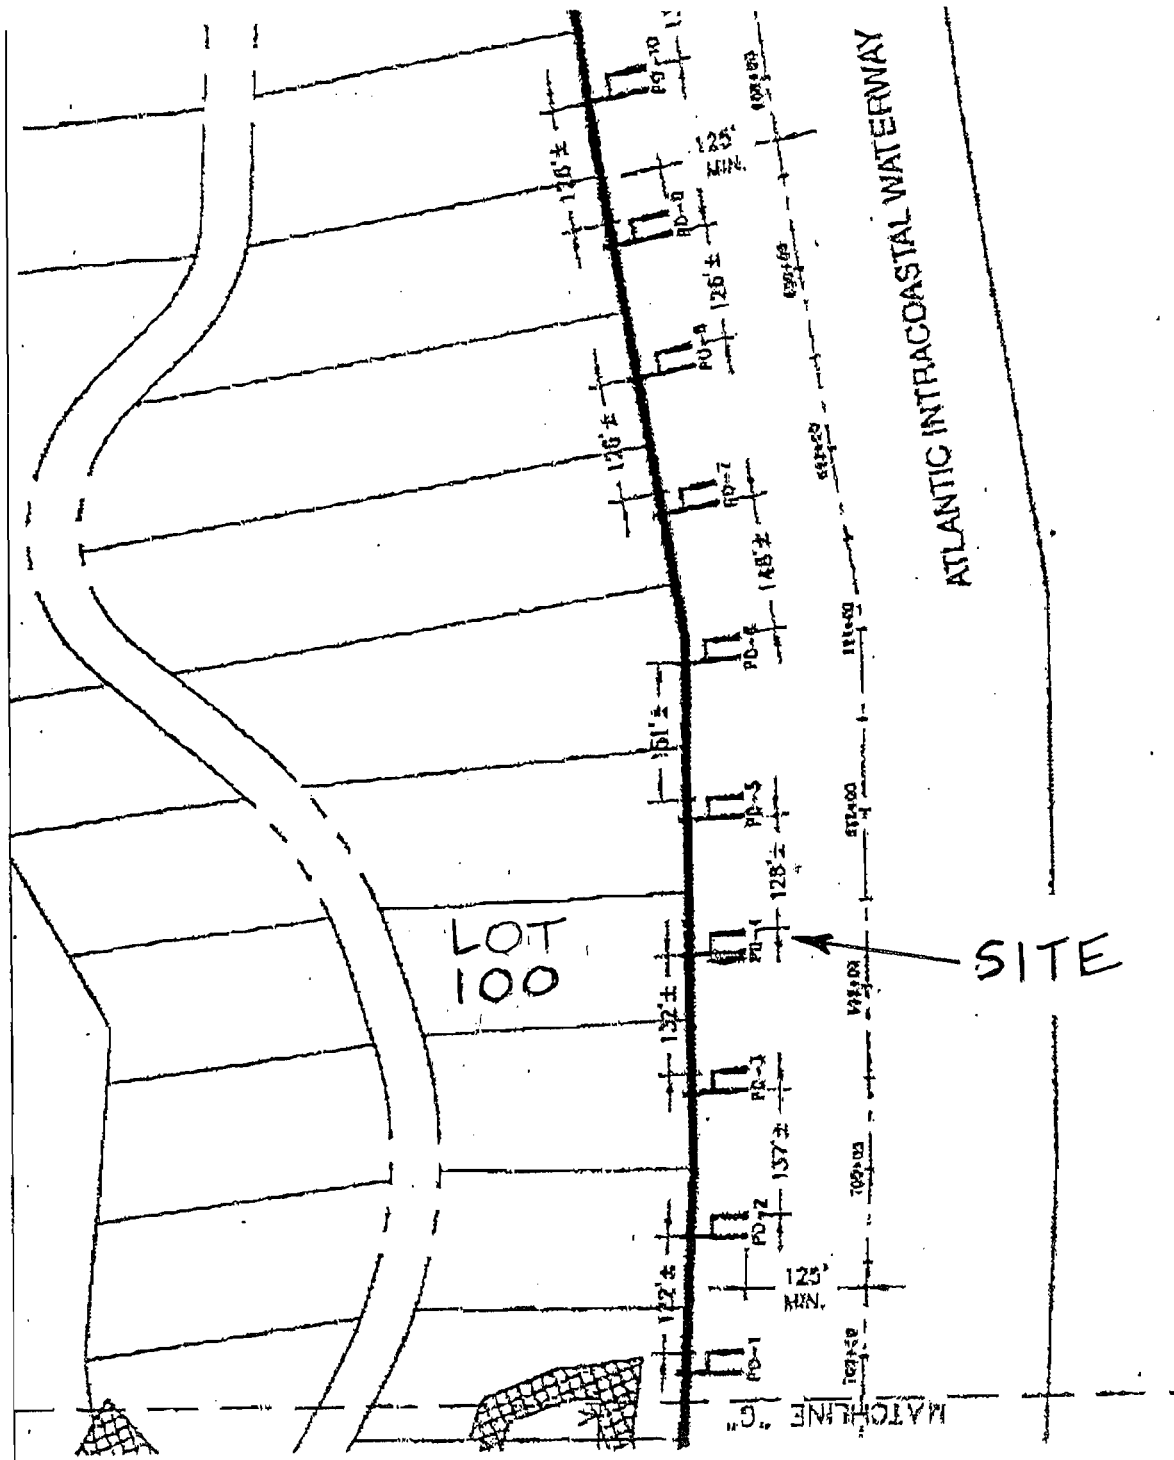 PD-10
125'
MIN.
126'±
PD-9
126'±
PD-8
126'±
PD-7
148'±
PD-6
151'±
PD-5
128'±
LOT
100
PD-4
SITE
132'±
PD-3
137'±
PD-2
122'±
125'
MIN.
PD-1
ATLANTIC INTRACOASTAL WATERWAY
MATCHLINE "G"